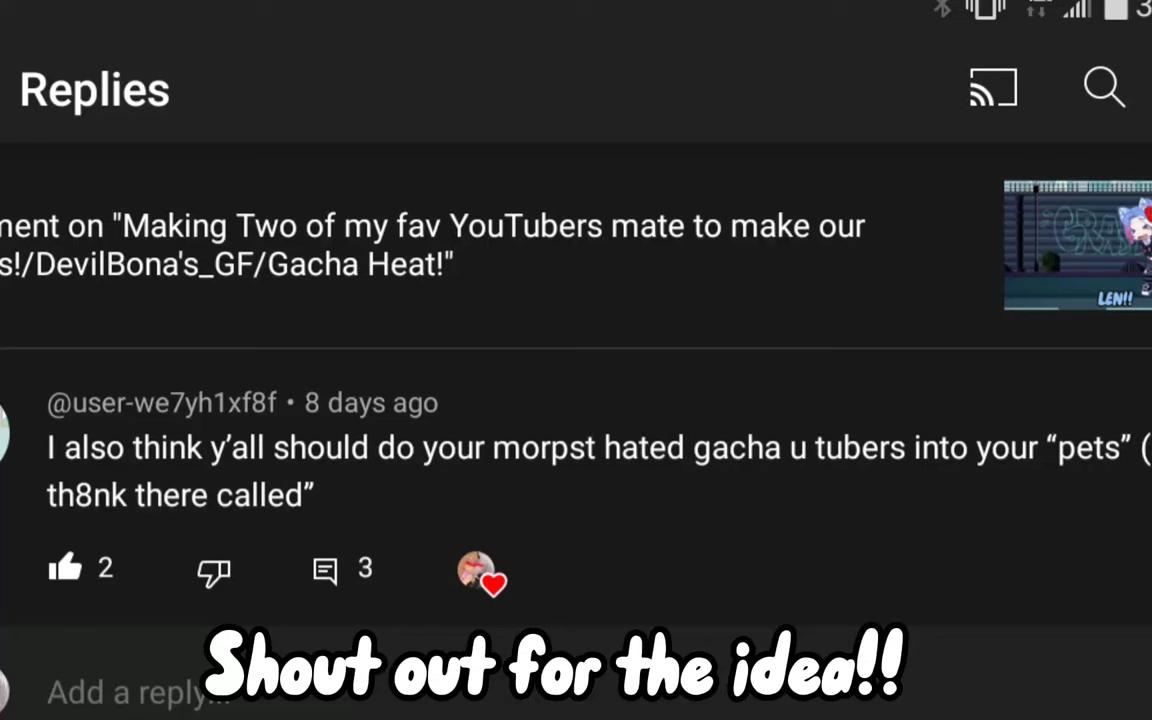 3
Replies
ment on "Making Two of my fav YouTubers mate to make our
s!/DevilBona's_GF/Gacha Heat!"
LEN!!
@user-we7yh1xf8f • 8 days ago
I also think y’all should do your morpst hated gacha u tubers into your “pets” (
th8nk there called”
2
3
Shout out for the idea!!
Add a reply...